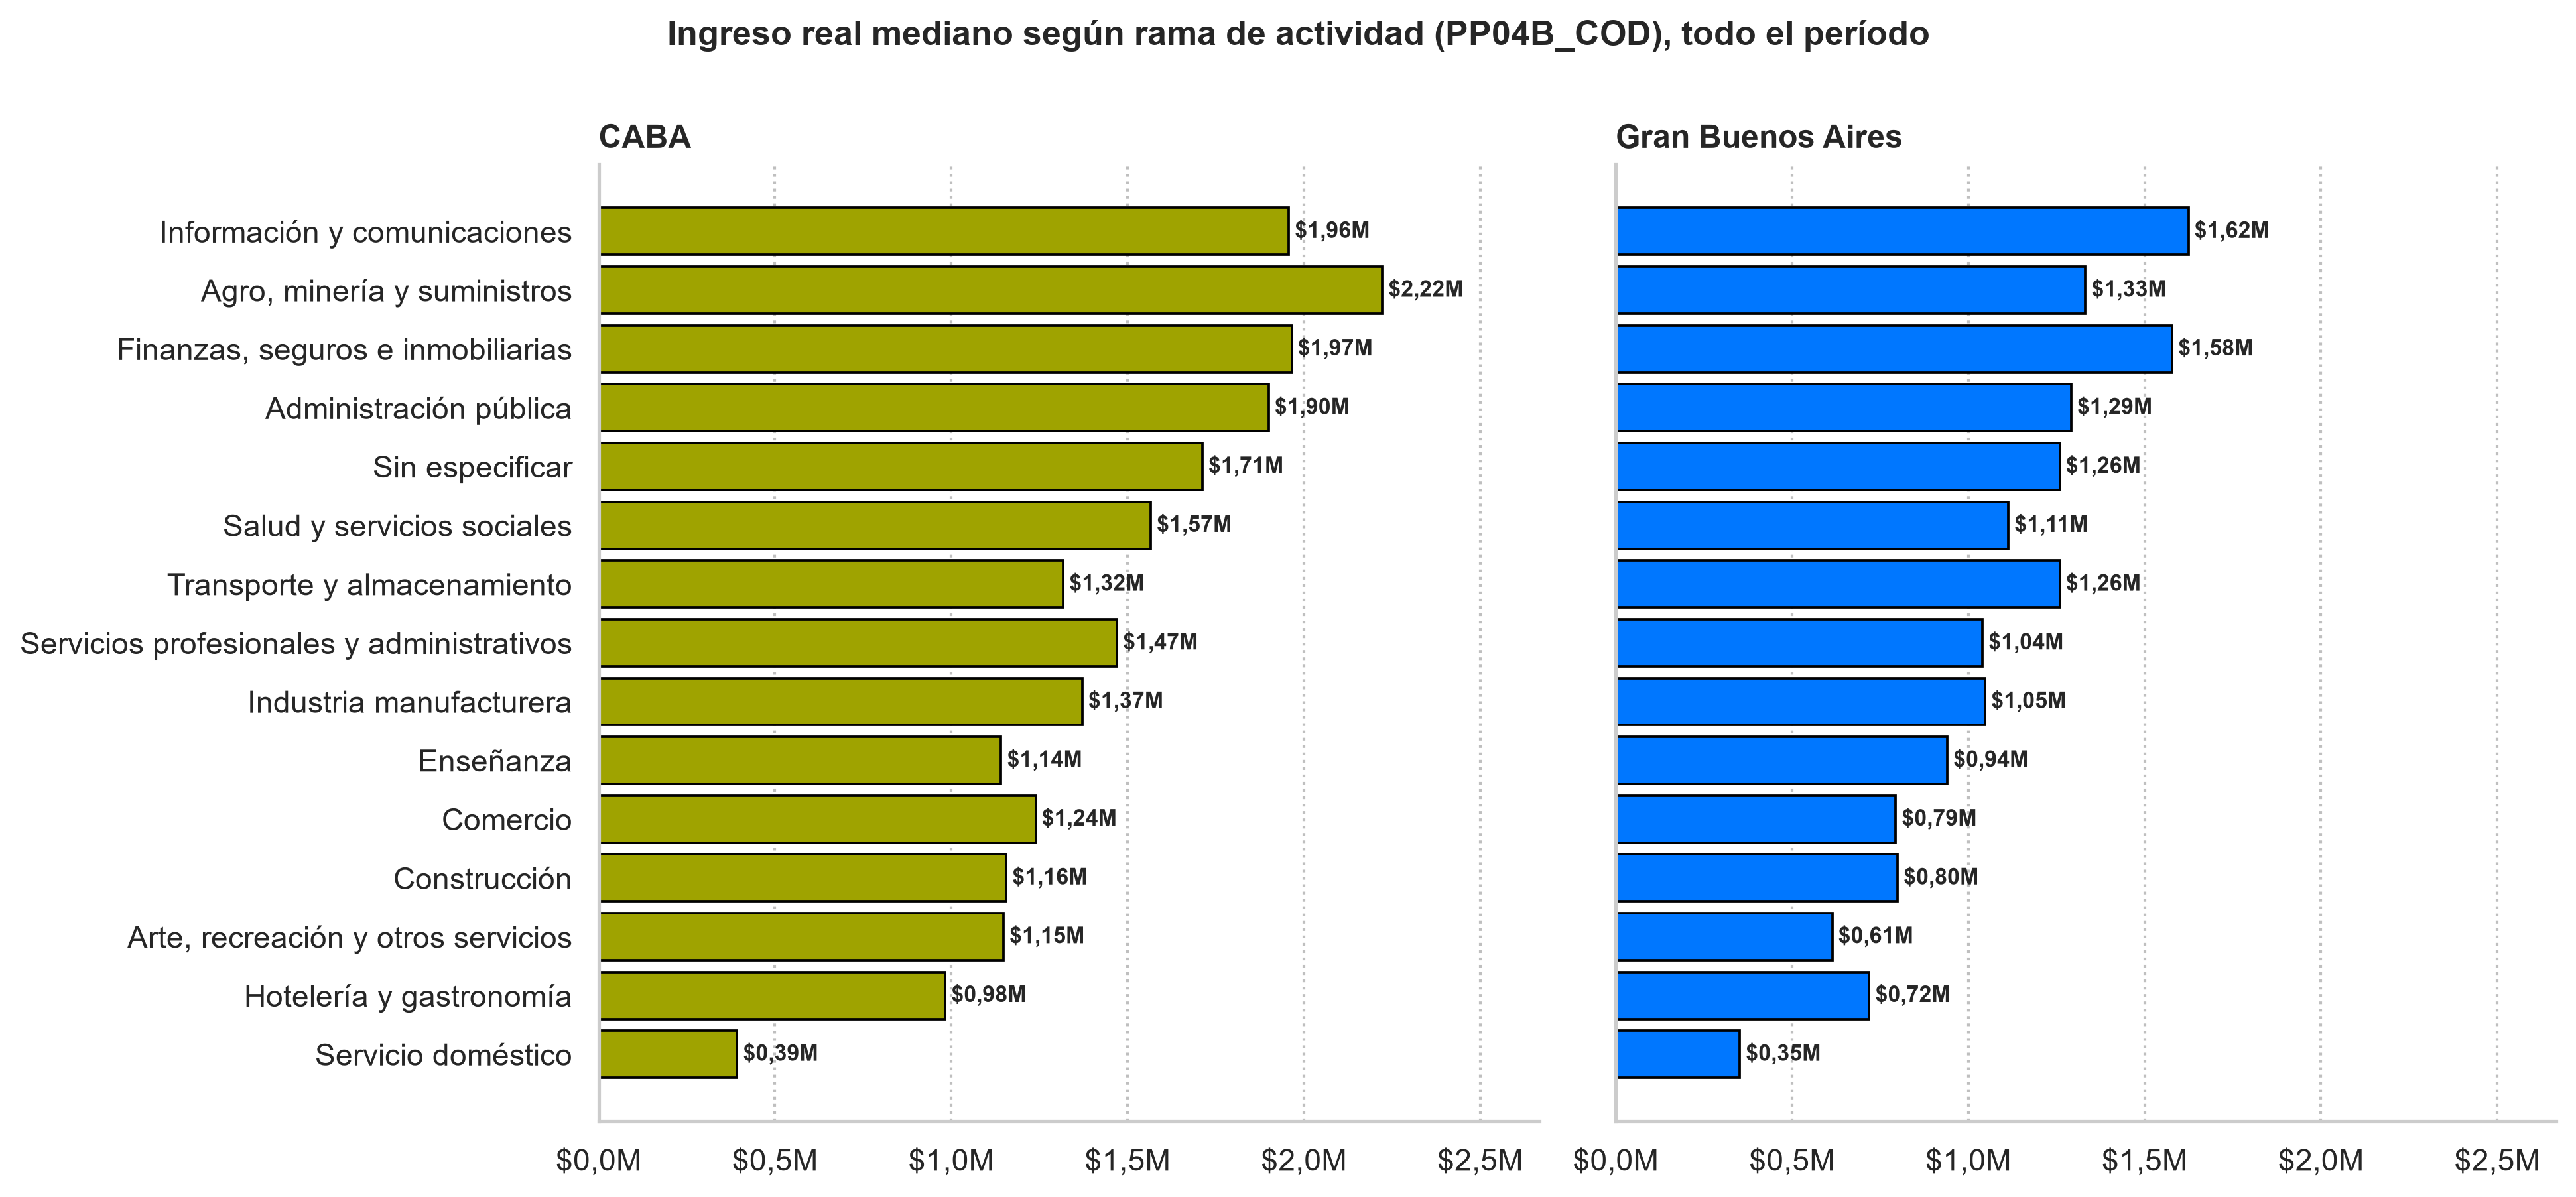 Ingreso real mediano según rama de actividad (PP04B_COD), todo el período
CABA
Gran Buenos Aires
Información y comunicaciones $1,96M $1,62M
Agro, minería y suministros $2,22M $1,33M
Finanzas, seguros e inmobiliarias $1,97M $1,58M
Administración pública $1,90M $1,29M
Sin especificar $1,71M $1,26M
Salud y servicios sociales $1,57M $1,11M
Transporte y almacenamiento $1,32M $1,26M
Servicios profesionales y administrativos $1,47M $1,04M
Industria manufacturera $1,37M $1,05M
Enseñanza $1,14M $0,94M
Comercio $1,24M $0,79M
Construcción $1,16M $0,80M
Arte, recreación y otros servicios $1,15M $0,61M
Hotelería y gastronomía $0,98M $0,72M
Servicio doméstico $0,39M $0,35M
$0,0M $0,5M $1,0M $1,5M $2,0M $2,5M
$0,0M $0,5M $1,0M $1,5M $2,0M $2,5M